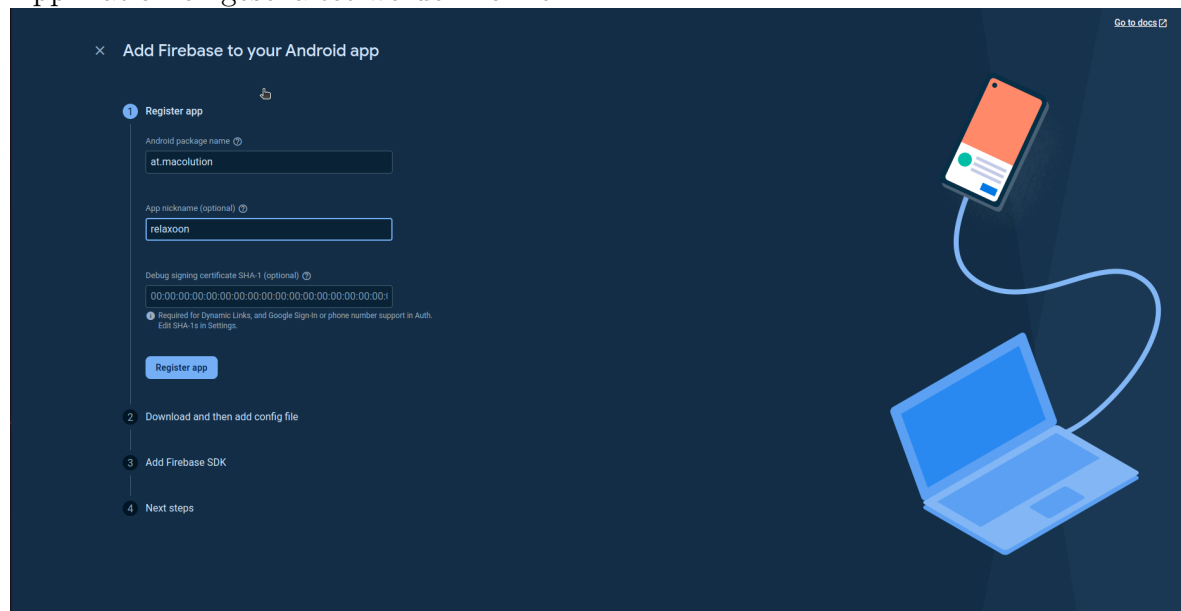 Go to docs
Add Firebase to your Android app
1 Register app
Android package name
at.macolution
App nickname (optional)
relaxoon
Debug signing certificate SHA-1 (optional)
00:00:00:00:00:00:00:00:00:00:00:00:00:00:00:00:00:
Required for Dynamic Links, and Google Sign-In or phone number support in Auth.
Edit SHA-1s in Settings.
Register app
2 Download and then add config file
3 Add Firebase SDK
4 Next steps